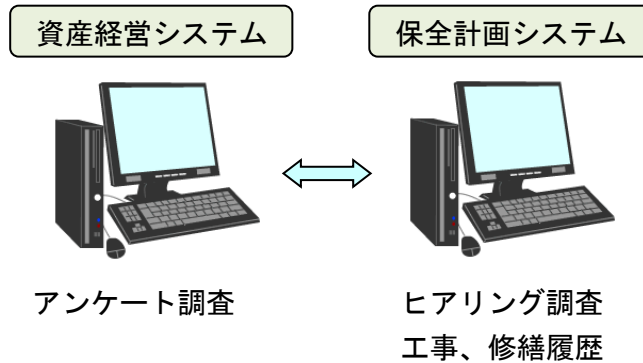 資産経営システム
保全計画システム
アンケート調査
ヒアリング調査
工事、修繕履歴